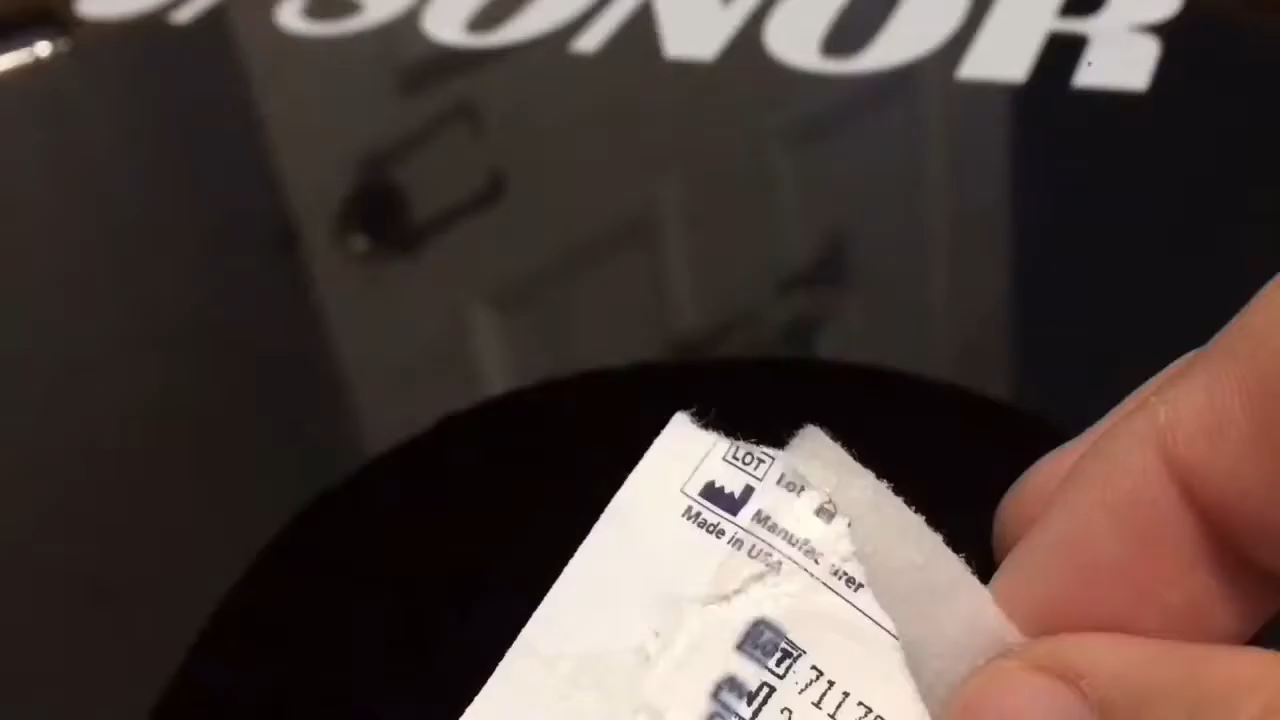 SONOR
LOT Lot
Manufacturer
Made in USA
LOT 7117